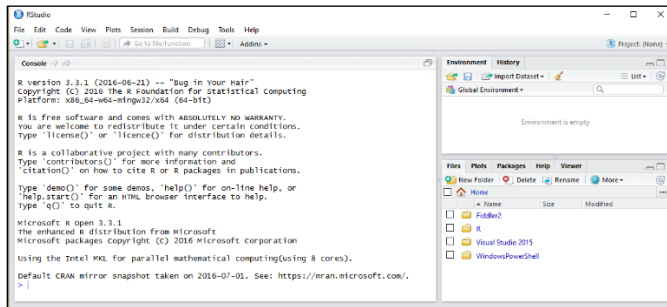 RStudio
File Edit Code View Plots Session Build Debug Tools Help
Go to file/function Addins Project: (None)
Console ~/
R version 3.3.1 (2016-06-21) -- "Bug in Your Hair"
Copyright (C) 2016 The R Foundation for Statistical Computing
Platform: x86_64-w64-mingw32/x64 (64-bit)
R is free software and comes with ABSOLUTELY NO WARRANTY.
You are welcome to redistribute it under certain conditions.
Type 'license()' or 'licence()' for distribution details.
R is a collaborative project with many contributors.
Type 'contributors()' for more information and
'citation()' on how to cite R or R packages in publications.
Type 'demo()' for some demos, 'help()' for on-line help, or
'help.start()' for an HTML browser interface to help.
Type 'q()' to quit R.
Microsoft R Open 3.3.1
The enhanced R distribution from Microsoft
Microsoft packages Copyright (C) 2016 Microsoft Corporation
Using the Intel MKL for parallel mathematical computing(using 8 cores).
Default CRAN mirror snapshot taken on 2016-07-01. See: https://mran.microsoft.com/.
>
Environment History
Import Dataset List
Global Environment
Environment is empty
Files Plots Packages Help Viewer
New Folder Delete Rename More
Home
Name Size Modified
Fiddler2
R
Visual Studio 2015
WindowsPowerShell